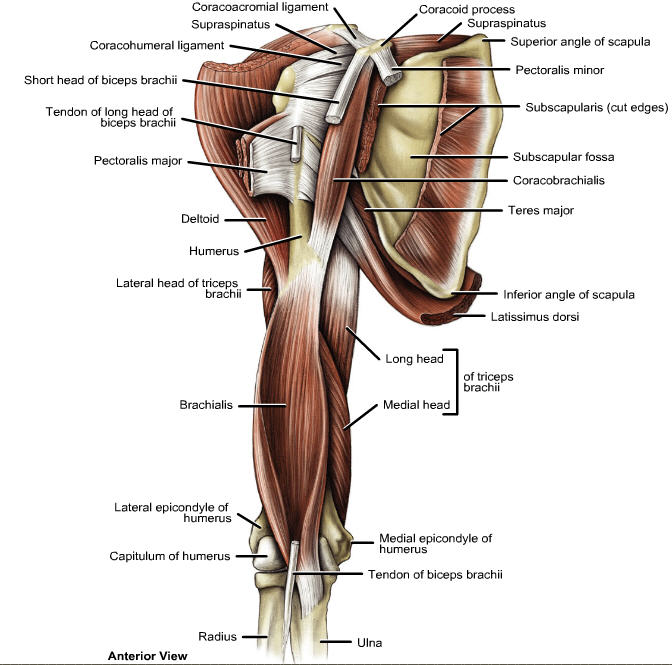 Coracoacromial ligament
Supraspinatus
Coracohumeral ligament
Short head of biceps brachii
Tendon of long head of
biceps brachii
Pectoralis major
Deltoid
Humerus
Lateral head of triceps
brachii
Brachialis
Lateral epicondyle of
humerus
Capitulum of humerus
Radius
Anterior View
Coracoid process
Supraspinatus
Superior angle of scapula
Pectoralis minor
Subscapularis (cut edges)
Subscapular fossa
Coracobrachialis
Teres major
Inferior angle of scapula
Latissimus dorsi
Long head
of triceps
brachii
Medial head
Medial epicondyle of
humerus
Tendon of biceps brachii
Ulna